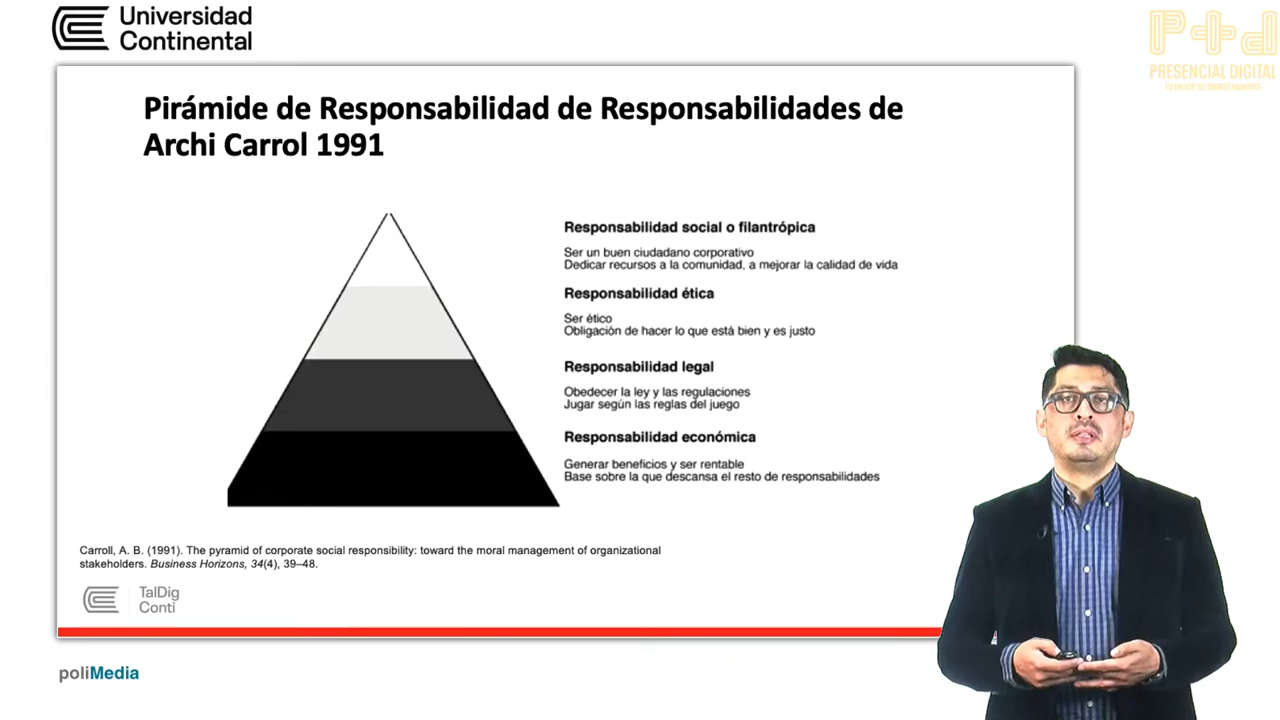 Universidad
Continental
P+d
PRESENCIAL DIGITAL
LO MEJOR DE AMBOS MUNDOS
Pirámide de Responsabilidad de Responsabilidades de
Archi Carrol 1991
Responsabilidad social o filantrópica
Ser un buen ciudadano corporativo
Dedicar recursos a la comunidad, a mejorar la calidad de vida
Responsabilidad ética
Ser ético
Obligación de hacer lo que está bien y es justo
Responsabilidad legal
Obedecer la ley y las regulaciones
Jugar según las reglas del juego
Responsabilidad económica
Generar beneficios y ser rentable
Base sobre la que descansa el resto de responsabilidades
Carroll, A. B. (1991). The pyramid of corporate social responsibility: toward the moral management of organizational
stakeholders. Business Horizons, 34(4), 39–48.
TalDig
Conti
poliMedia